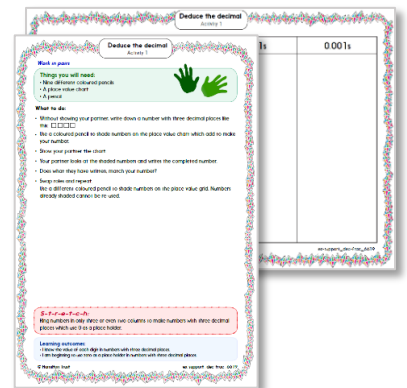 Deduce the decimal
Activity 1
1s
0.001s
Deduce the decimal
Activity 1
Work in pairs
Things you will need:
• Nine different coloured pencils
• A place value chart
• A pencil
What to do:
• Without showing your partner, write down a number with three decimal places like
this
• Use a coloured pencil to shade numbers on the place value chart which add to make
your number.
• Show your partner the chart
• Your partner looks at the shaded numbers and writes the completed number
• Does what they have written, match your number?
• Swap roles and repeat
Use a different coloured pencil to shade numbers on the place value grid. Numbers
already shaded cannot be re used.
S-t-r-e-t-c-h:
Ring numbers in only three or even two columns to make numbers with three decimal
places which use 0 as a place holder.
Learning outcomes
• I know the value of each digit in numbers with three decimal places.
• I am beginning to use zero as a place holder in numbers with three decimal places.
© Hamilton Trust